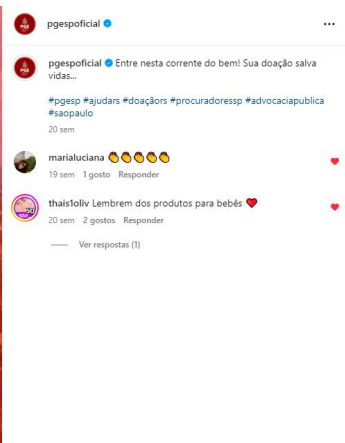 pgespoficial
pgespoficial Entre nesta corrente do bem! Sua doação salva
vidas...
#pgesp #ajudars #doaçãors #procuradoressp #advocaciapublica
#saopaulo
20 sem
marialuciana 👏👏👏👏👏
19 sem 1 gosto Responder
thais1oliv Lembrem dos produtos para bebês ❤️
20 sem 2 gostos Responder
Ver respostas (1)